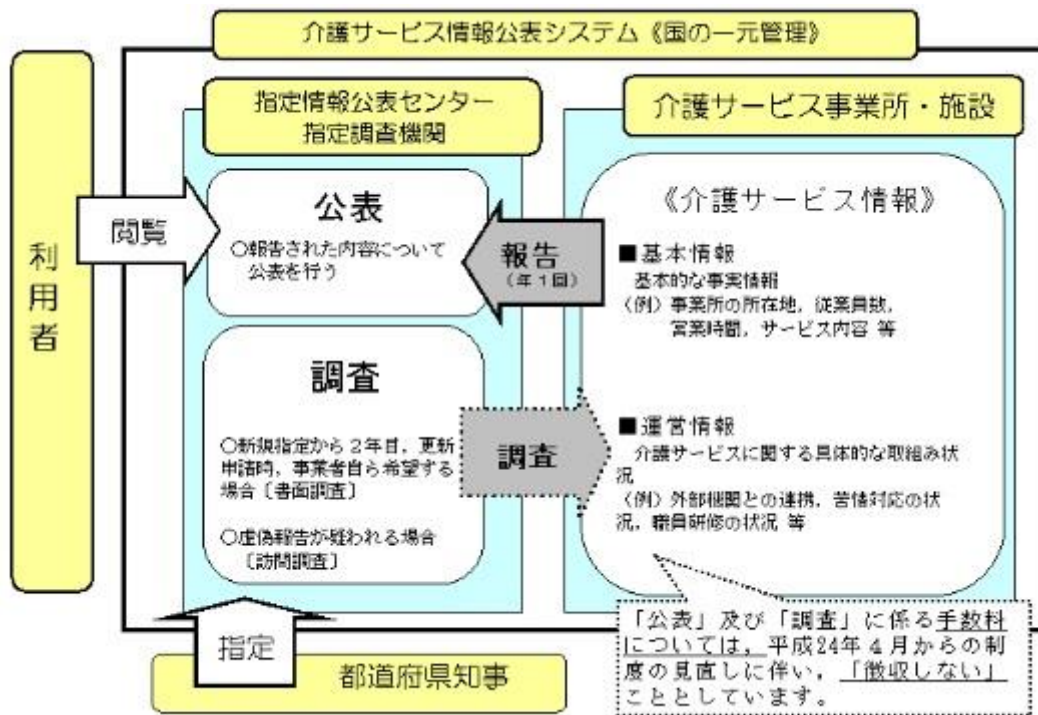 介護サービス情報公表システム《国の一元管理》
利用者
指定情報公表センター
指定調査機関
介護サービス事業所・施設
閲覧
公表
○報告された内容について
公表を行う
報告
（年１回）
《介護サービス情報》
■基本情報
基本的な事実情報
（例）事業所の所在地，従業員数，
営業時間，サービス内容 等
調査
○新規指定から２年目，更新
申請時，事業者自ら希望する
場合〔書面調査〕
○虚偽報告が疑われる場合
〔訪問調査〕
調査
■運営情報
介護サービスに関する具体的な取組み状
況
（例）外部機関との連携，苦情対応の状
況，職員研修の状況 等
指定
都道府県知事
「公表」及び「調査」に係る手数料
については，平成24年４月からの制
度の見直しに伴い，「徴収しない」
こととしています。